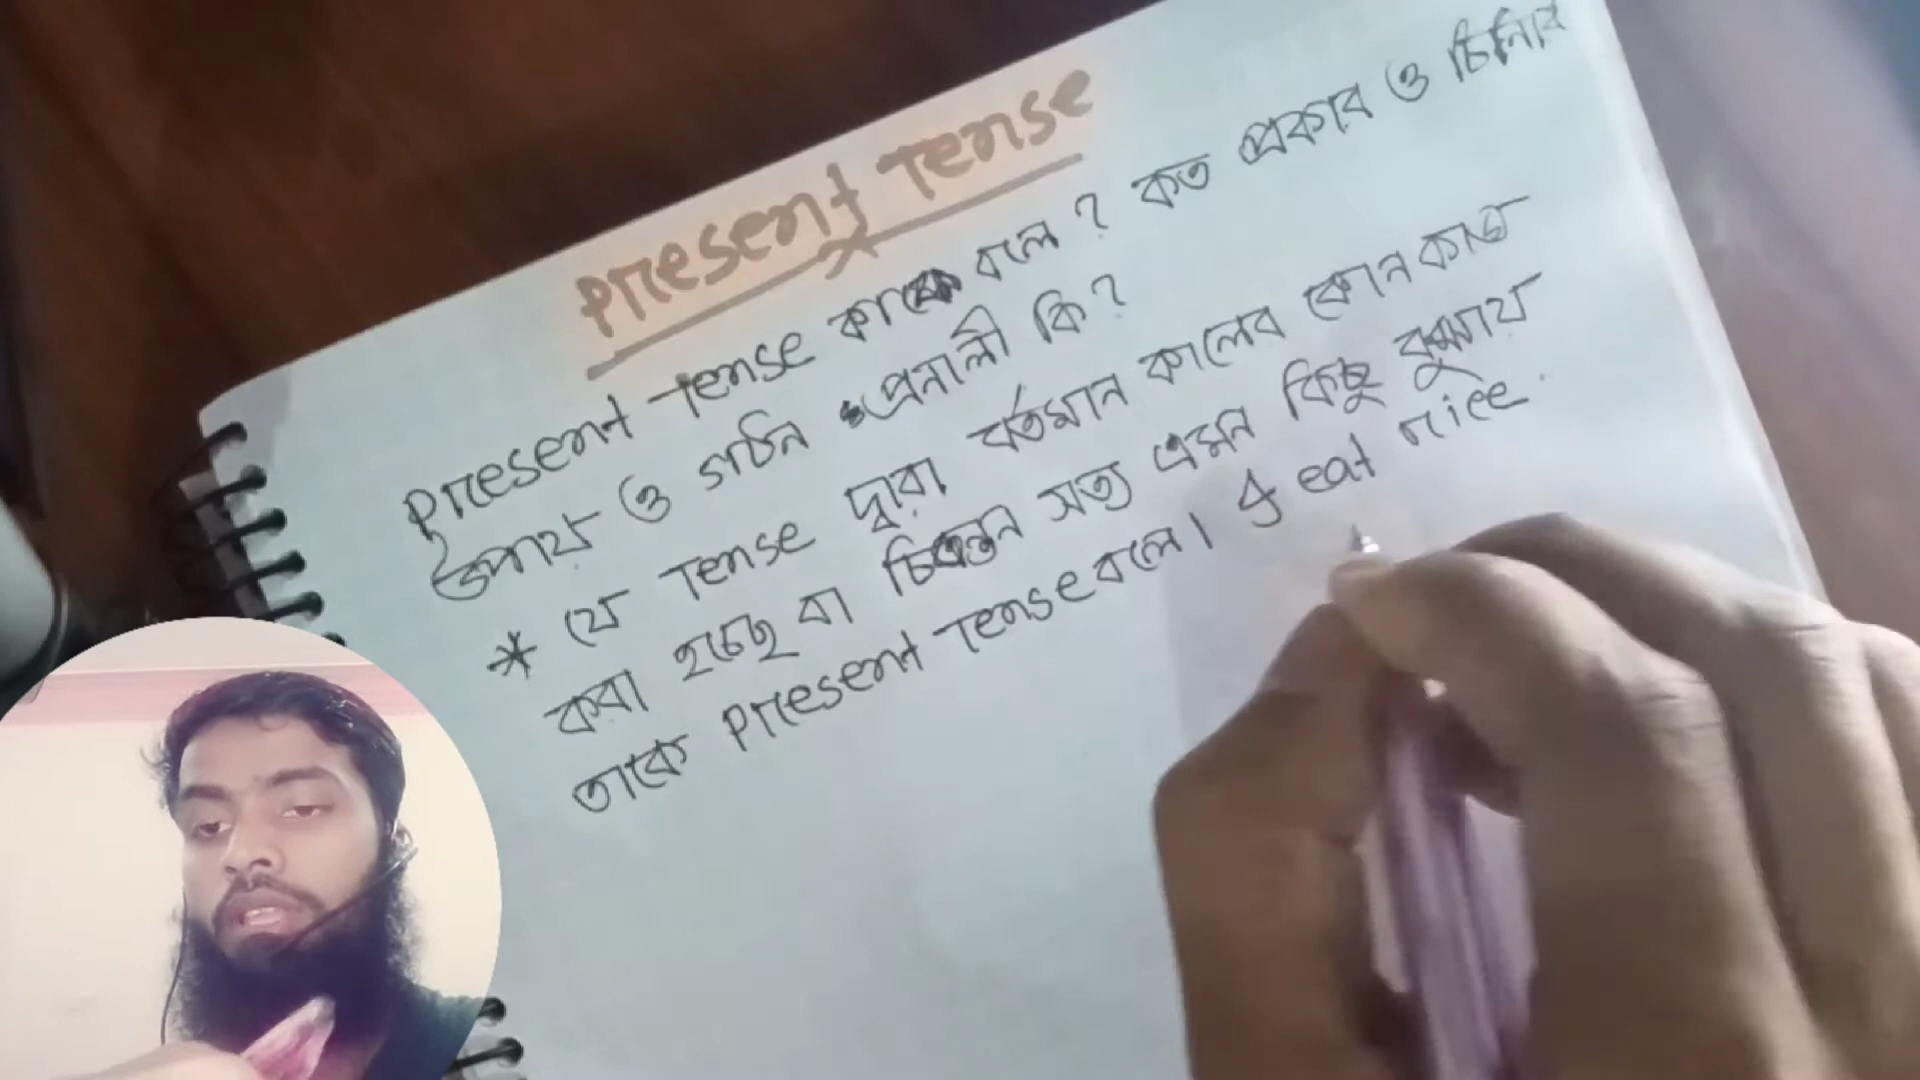 Present Tense
Present Tense কাকে বলে ? কত প্রকার ও চিনার
উপায় ও গঠন প্রনালী কি ?
* যে Tense দ্বারা বর্তমান কালের কোন কাজ
করা হচ্ছে বা চিরন্তন সত্য এমন কিছু বুঝায়
তাকে Present Tense বলে। I eat rice.